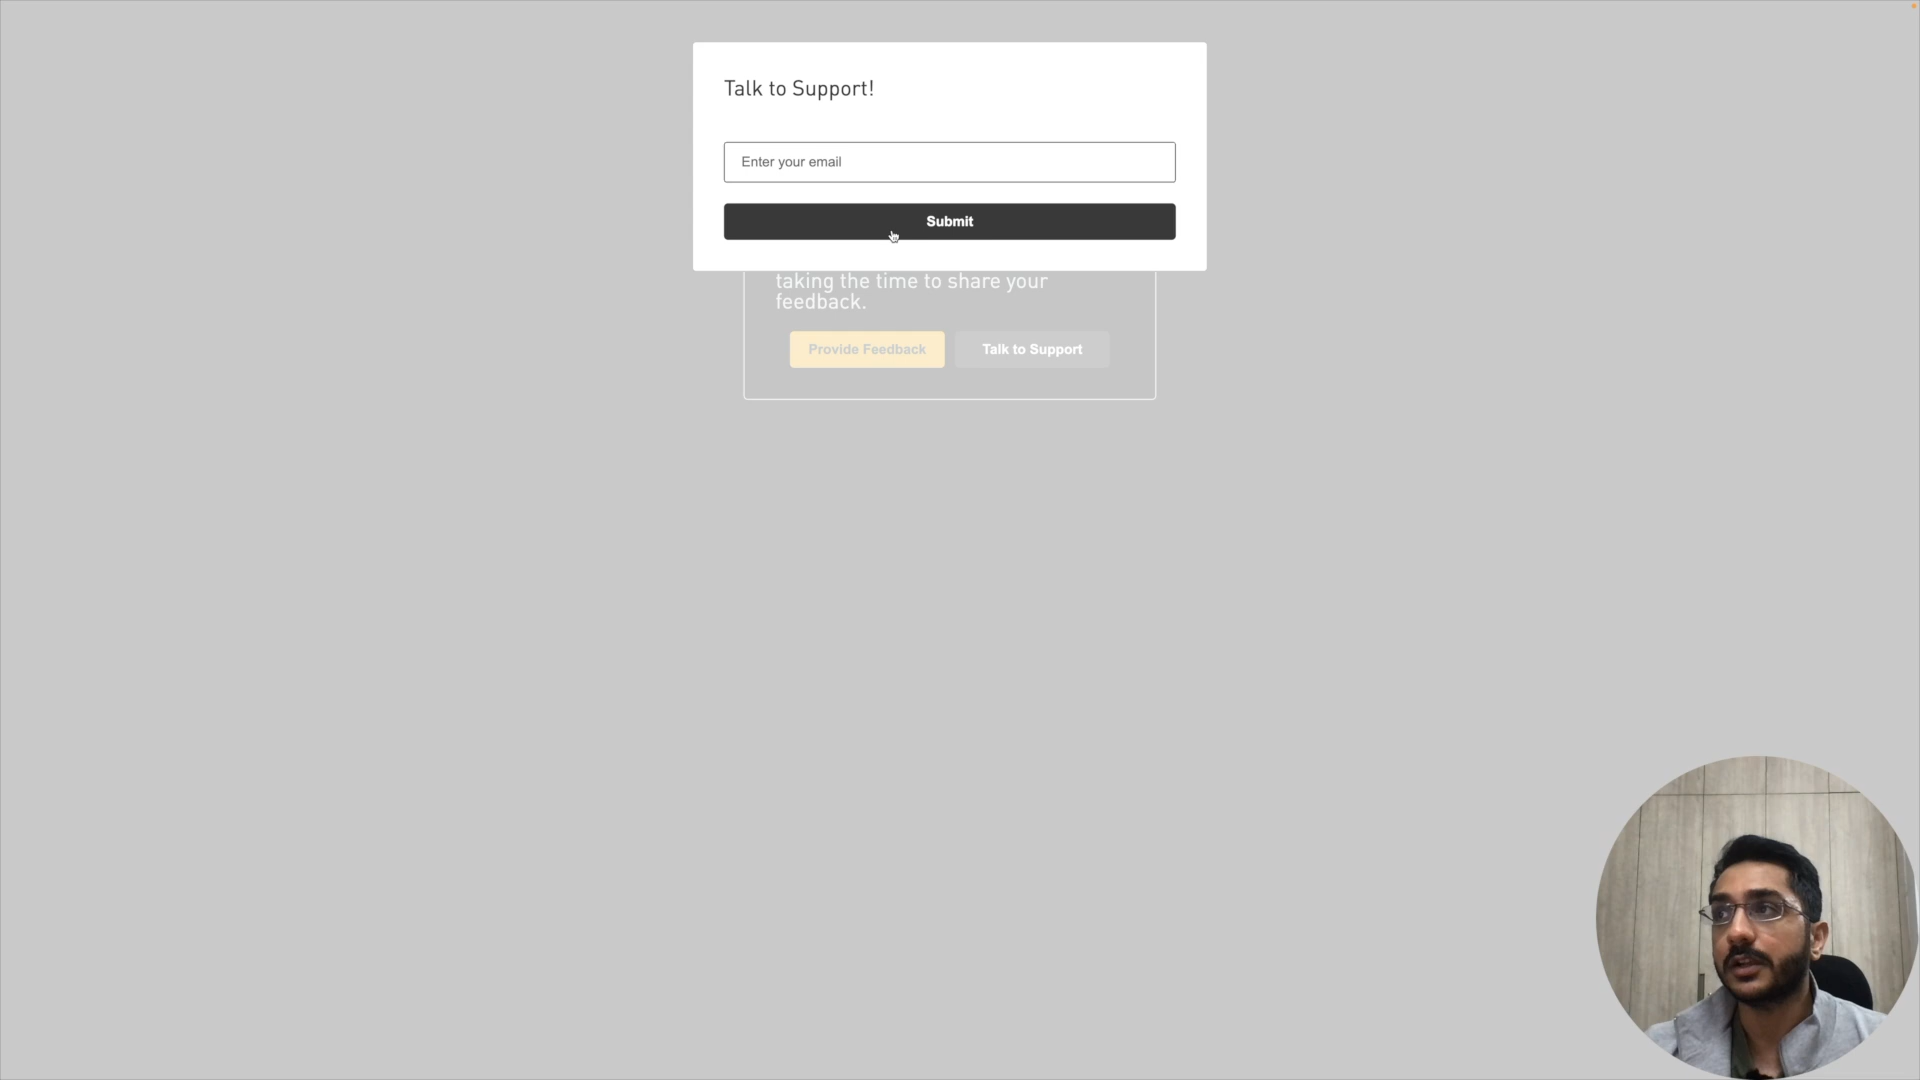 Talk to Support!
Enter your email
Submit
taking the time to share your
feedback.
Provide Feedback
Talk to Support